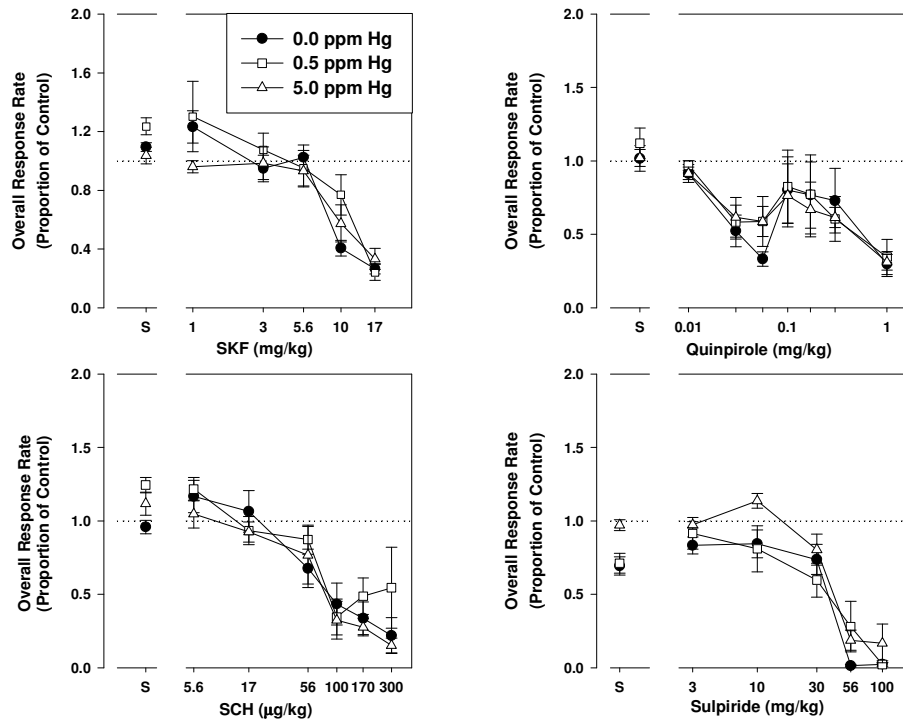 2.0
1.6
1.2
0.8
0.4
0.0
Overall Response Rate
(Proportion of Control)
0.0 ppm Hg
0.5 ppm Hg
5.0 ppm Hg
S
1
3
5.6
10
17
SKF (mg/kg)
2.0
1.5
1.0
0.5
0.0
Overall Response Rate
(Proportion of Control)
S
0.01
0.1
1
Quinpirole (mg/kg)
2.0
1.5
1.0
0.5
0.0
Overall Response Rate
(Proportion of Control)
S
5.6
17
56
100
170
300
SCH (μg/kg)
2.0
1.5
1.0
0.5
0.0
Overall Response Rate
(Proportion of Control)
S
3
10
30
56
100
Sulpiride (mg/kg)